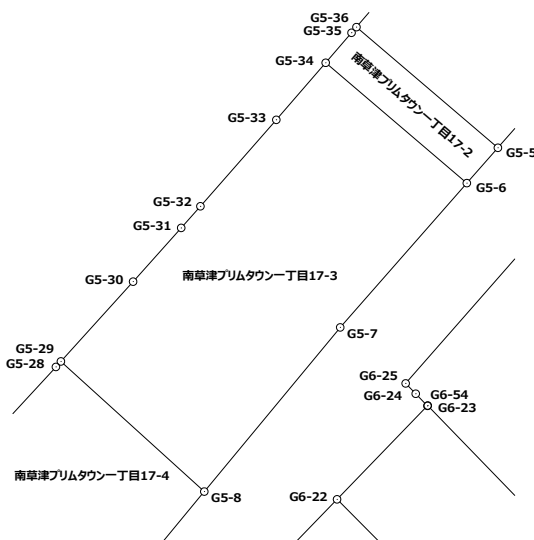 G5-36
G5-35
G5-34
南草津プリムタウン一丁目17-2
G5-33
G5-5
G5-6
G5-32
G5-31
南草津プリムタウン一丁目17-3
G5-30
G5-7
G5-29
G5-28
G6-25
G6-24
G6-54
G6-23
南草津プリムタウン一丁目17-4
G5-8
G6-22